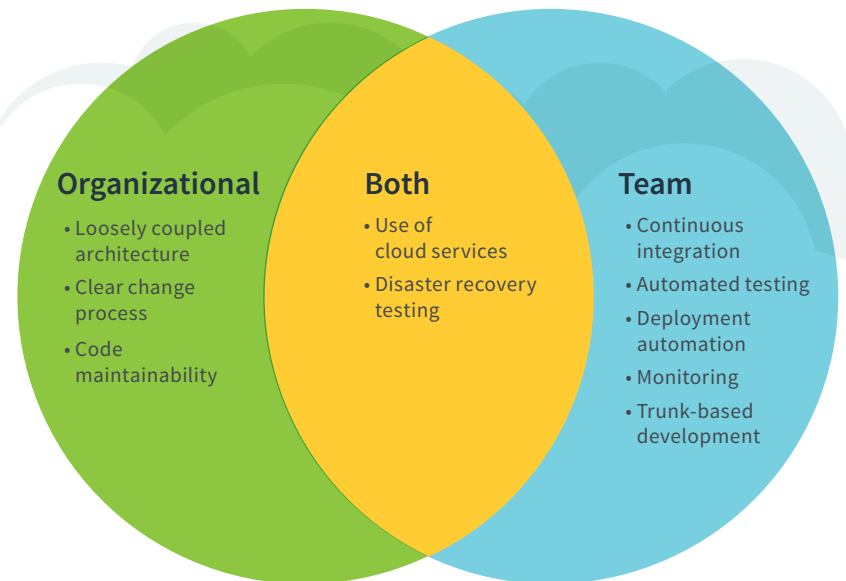 Organizational
• Loosely coupled
architecture
• Clear change
process
• Code
maintainability
Both
• Use of
cloud services
• Disaster recovery
testing
Team
• Continuous
integration
• Automated testing
• Deployment
automation
• Monitoring
• Trunk-based
development